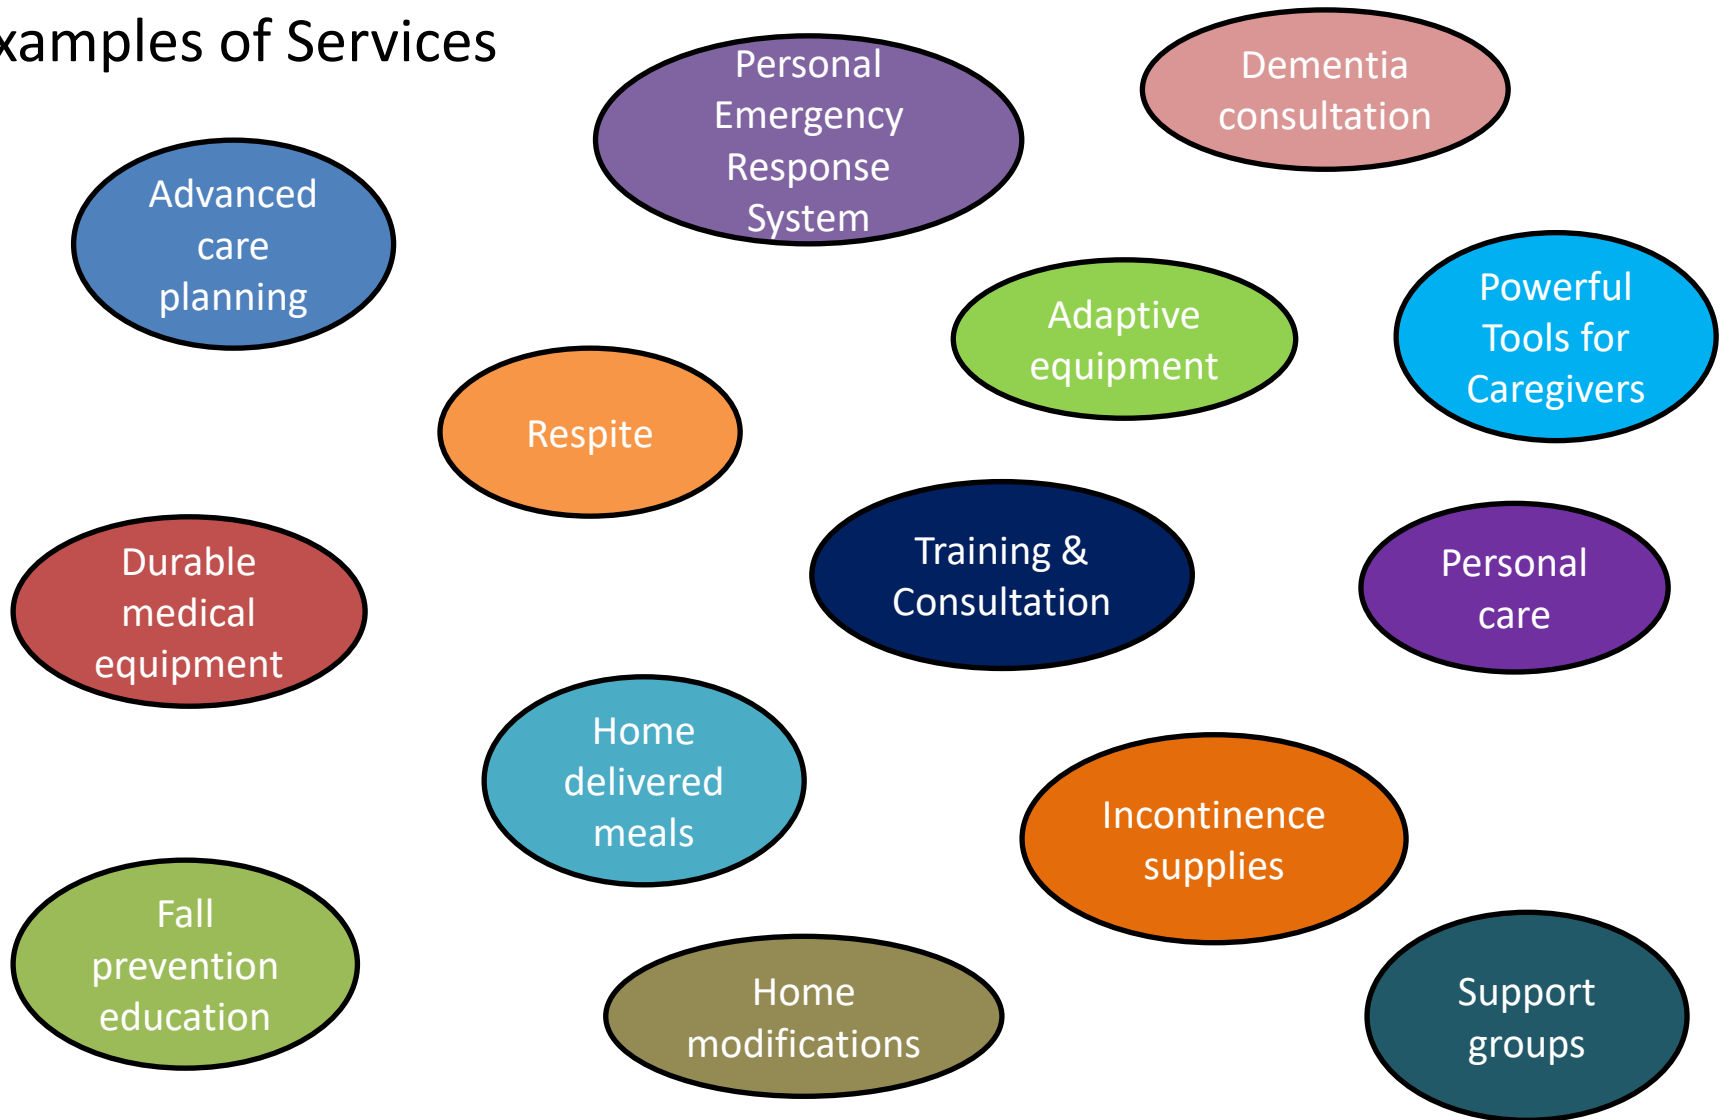 xamples of Services
Personal
Emergency
Response
System
Dementia
consultation
Advanced
care
planning
Adaptive
equipment
Powerful
Tools for
Caregivers
Respite
Durable
medical
equipment
Training &
Consultation
Personal
care
Home
delivered
meals
Incontinence
supplies
Fall
prevention
education
Home
modifications
Support
groups